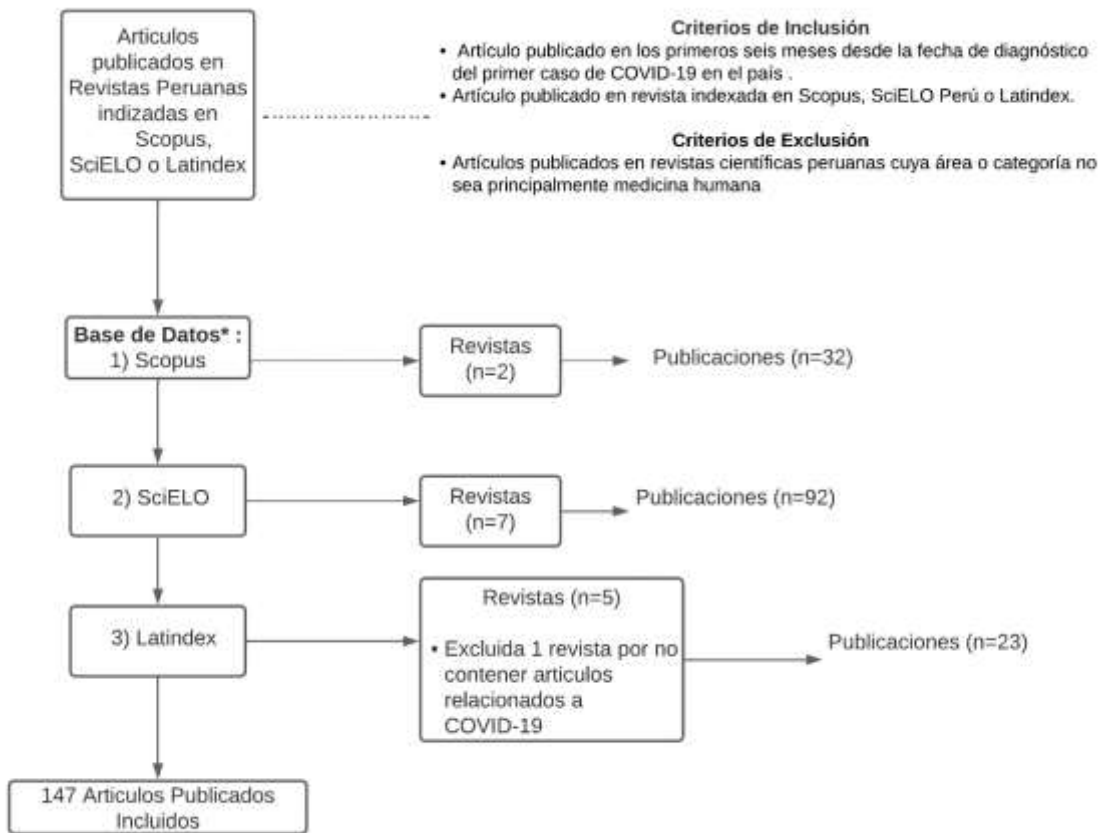 Articulos
publicados en
Revistas Peruanas
indizadas en
Scopus,
SciELO o Latindex
Criterios de Inclusión
• Artículo publicado en los primeros seis meses desde la fecha de diagnóstico
del primer caso de COVID-19 en el país .
• Artículo publicado en revista indexada en Scopus, SciELO Perú o Latindex.
Criterios de Exclusión
• Artículos publicados en revistas científicas peruanas cuya área o categoría no
sea principalmente medicina humana
Base de Datos* :
1) Scopus
Revistas
(n=2)
Publicaciones (n=32)
2) SciELO
Revistas
(n=7)
Publicaciones (n=92)
3) Latindex
Revistas (n=5)
• Excluida 1 revista por no
contener articulos
relacionados a
COVID-19
Publicaciones (n=23)
147 Articulos Publicados
Incluidos